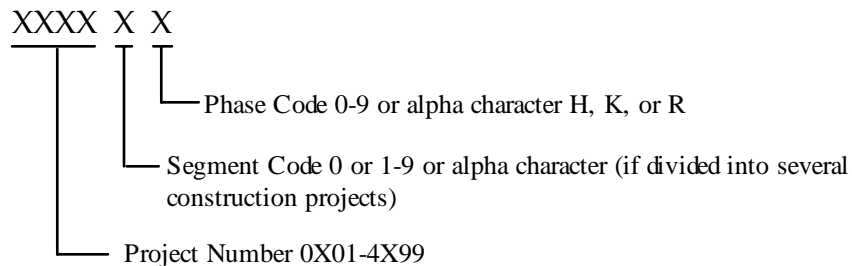 XXXX X X
Phase Code 0-9 or alpha character H, K, or R
Segment Code 0 or 1-9 or alpha character (if divided into several
construction projects)
Project Number 0X01-4X99